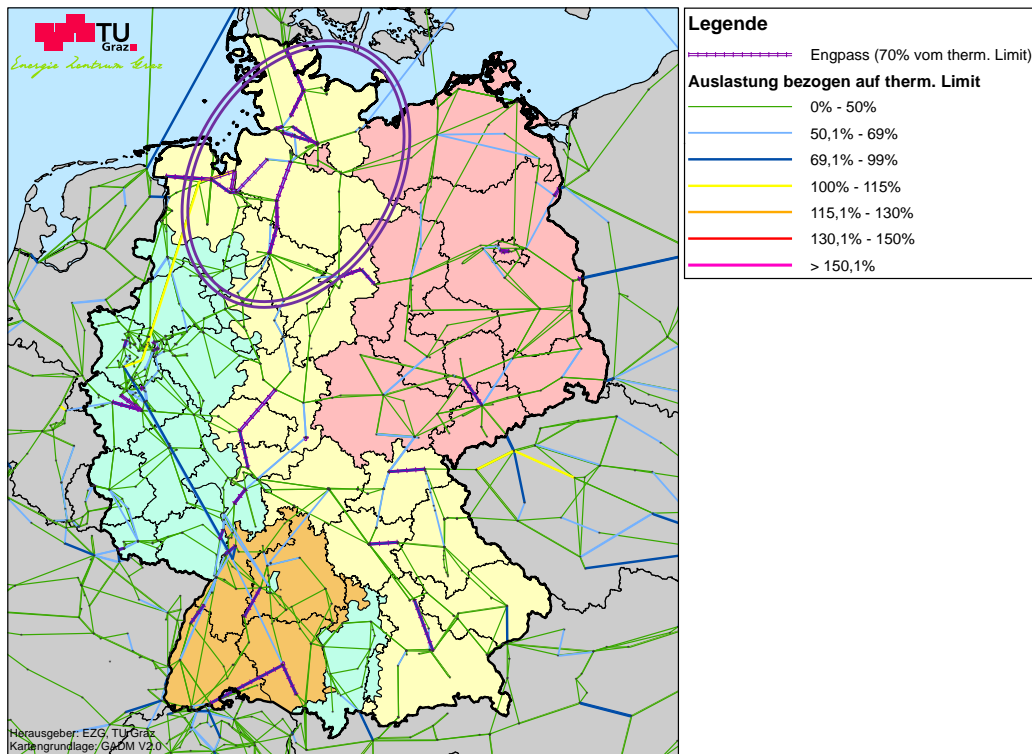 TU
Graz
Energie Zentrum Graz
Herausgeber: EZG, TU Graz
Kartengrundlage: GADM V2.0
Legende
Engpass (70% vom therm. Limit)
Auslastung bezogen auf therm. Limit
0% - 50%
50,1% - 69%
69,1% - 99%
100% - 115%
115,1% - 130%
130,1% - 150%
> 150,1%